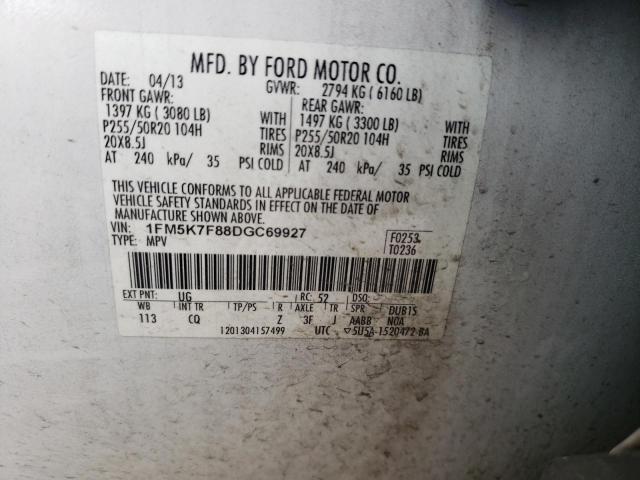 MFD. BY FORD MOTOR CO.
DATE: 04/13 GVWR: 2794 KG ( 6160 LB)
FRONT GAWR: REAR GAWR:
1397 KG ( 3080 LB) WITH 1497 KG ( 3300 LB) WITH
P255/50R20 104H TIRES P255/50R20 104H TIRES
20X8.5J RIMS 20X8.5J RIMS
AT 240 kPa/ 35 PSI COLD AT 240 kPa/ 35 PSI COLD
THIS VEHICLE CONFORMS TO ALL APPLICABLE FEDERAL MOTOR
VEHICLE SAFETY STANDARDS IN EFFECT ON THE DATE OF
MANUFACTURE SHOWN ABOVE.
VIN: 1FM5K7F88DGC69927 F0253
TYPE: MPV T0236
EXT PNT: UG RC: 52 DSO:
WB INT TR TP/PS R AXLE TR SPR DUB15
113 CQ Z 3F J AABB NOA
1201304157499 UTC ▽5U5A-1520472-BA